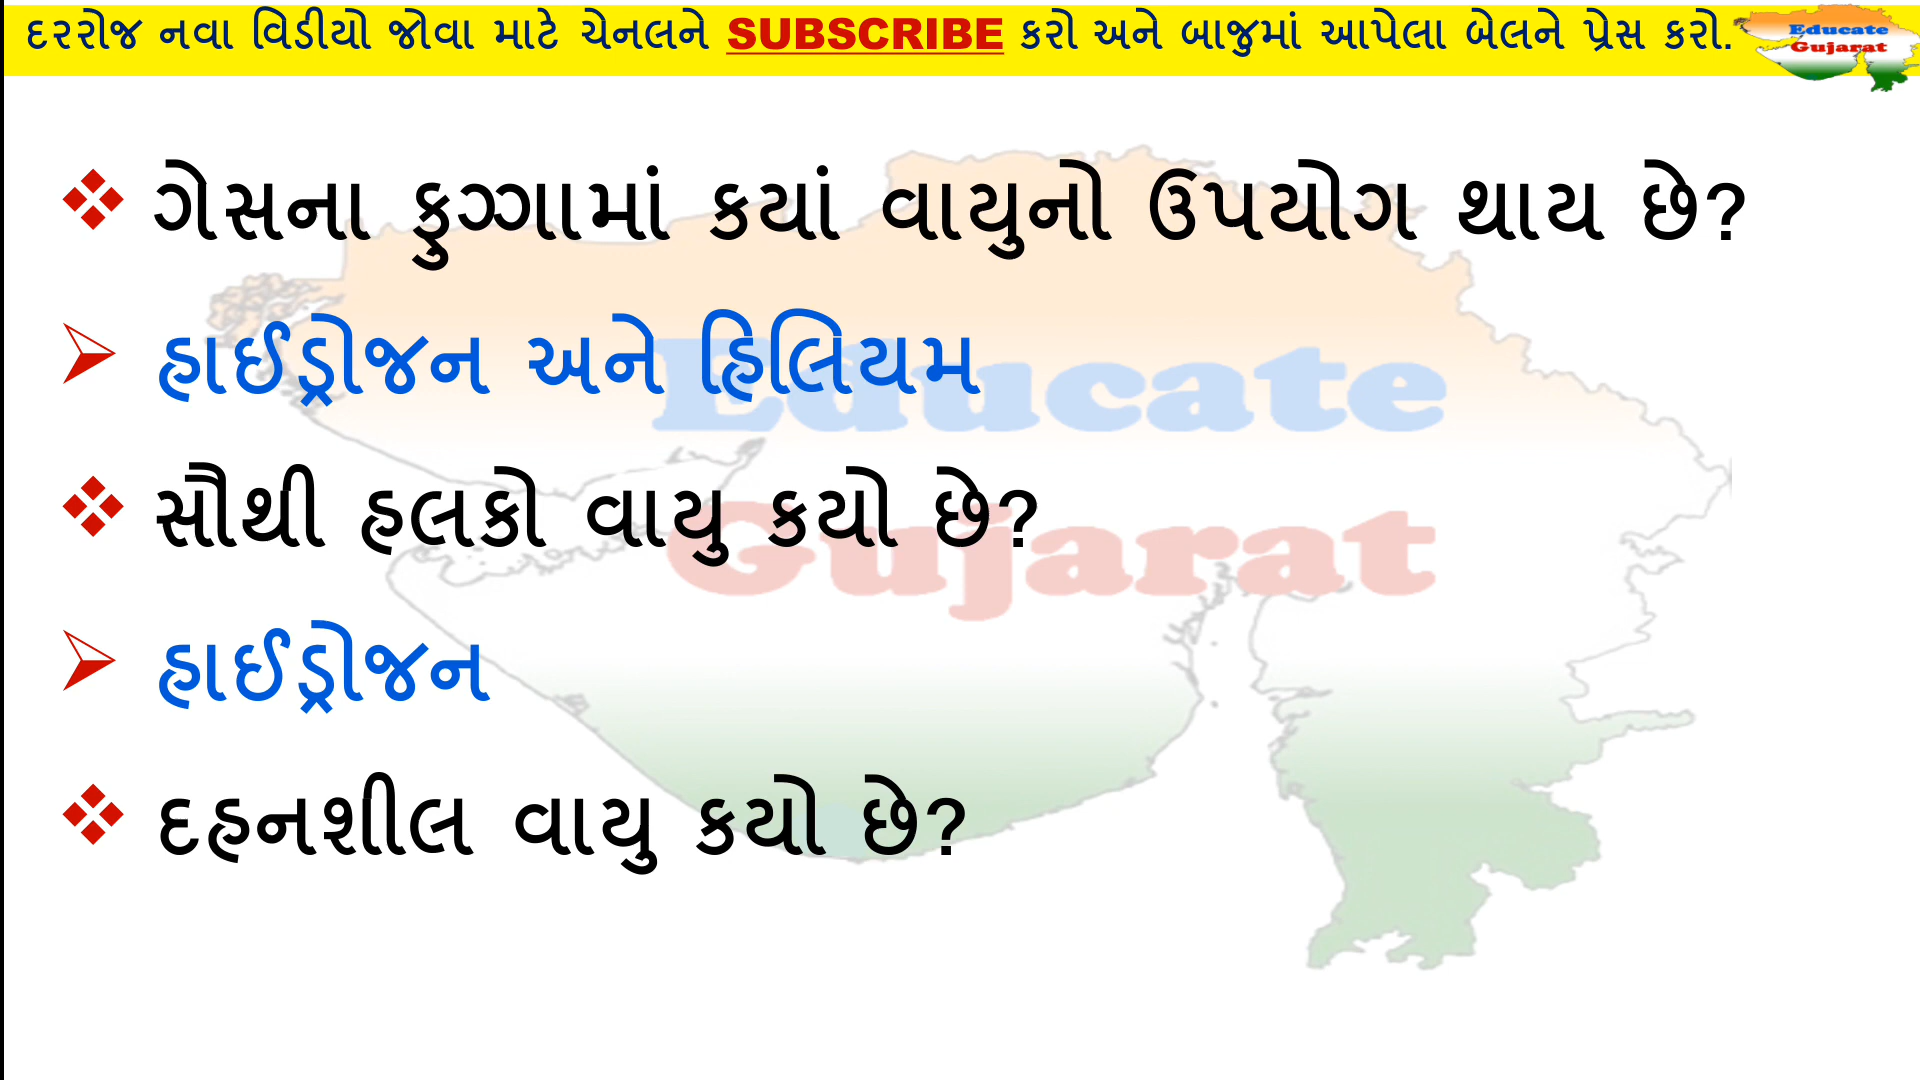 દરરોજ નવા વિડીયો જોવા માટે ચેનલને SUBSCRIBE કરો અને બાજુમાં આપેલા બેલને પ્રેસ કરો.
Educate
Gujarat
ગેસના ફુગ્ગામાં કયાં વાયુનો ઉપયોગ થાય છે?
હાઈડ્રોજન અને હિલિયમ
Educate
સૌથી હલકો વાયુ કયો છે?
Gujarat
હાઈડ્રોજન
દહનશીલ વાયુ કયો છે?